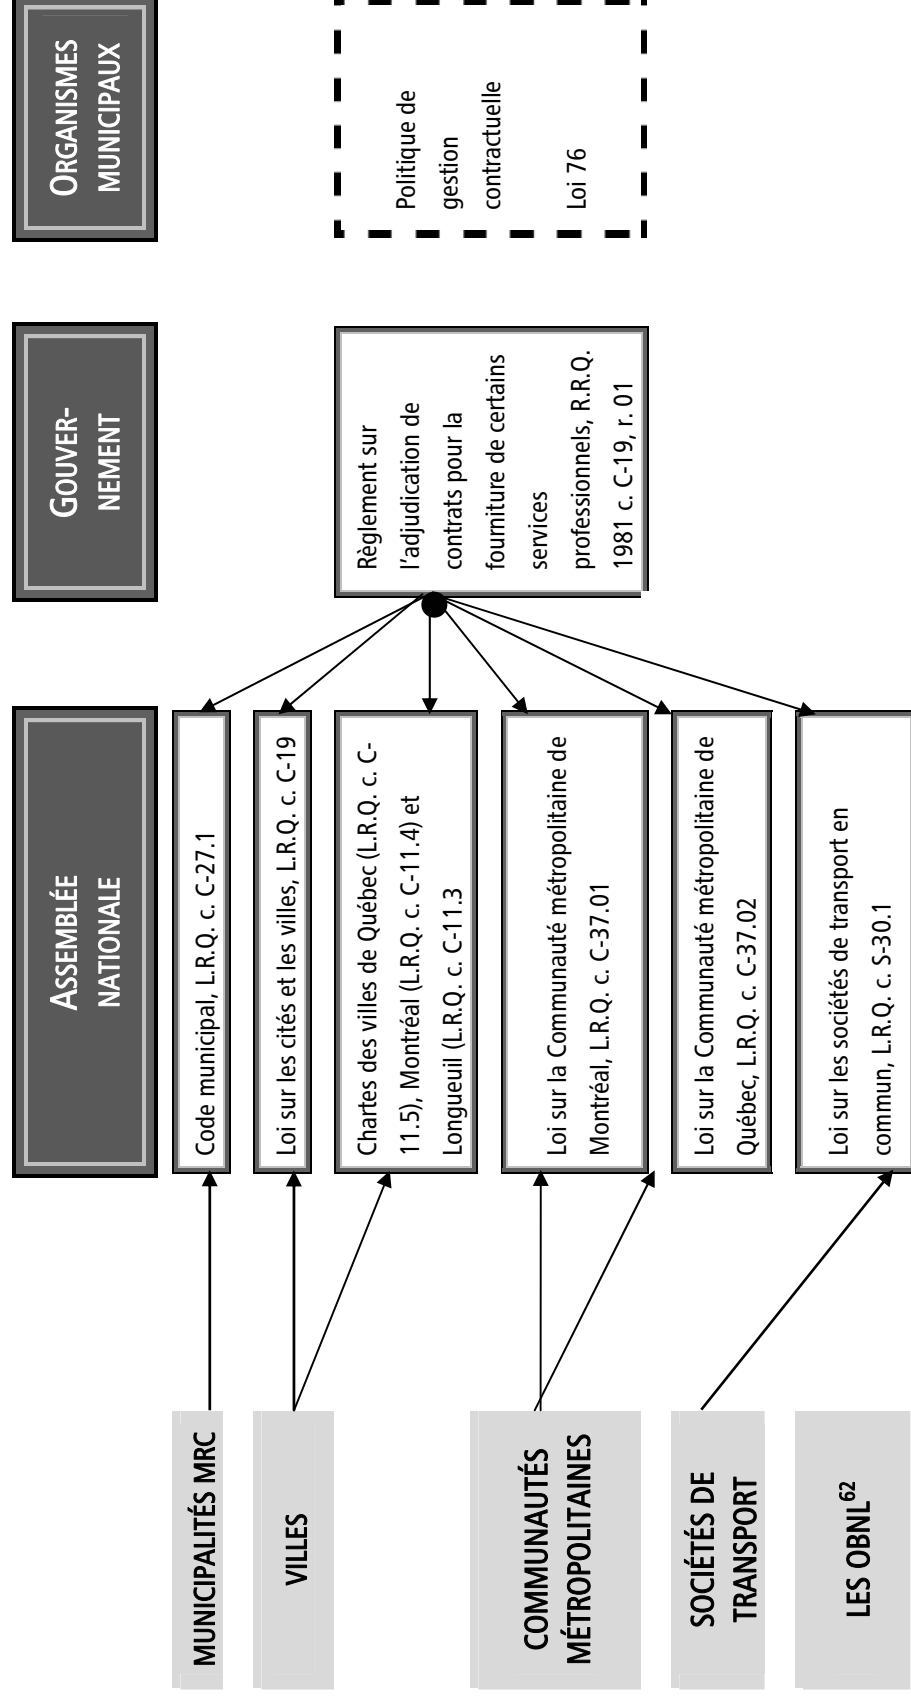 ASSEMBLÉE
NATIONALE
GOUVER-
NEMENT
ORGANISMES
MUNICIPAUX
MUNICIPALITÉS MRC
VILLES
COMMUNAUTÉS
MÉTROPOLITAINES
SOCIÉTÉS DE
TRANSPORT
LES OBNL62
Code municipal, L.R.Q. c. C-27.1
Loi sur les cités et les villes, L.R.Q. c. C-19
Chartes des villes de Québec (L.R.Q. c. C-
11.5), Montréal (L.R.Q. c. C-11.4) et
Longueuil (L.R.Q. c. C-11.3
Loi sur la Communauté métropolitaine de
Montréal, L.R.Q. c. C-37.01
Loi sur la Communauté métropolitaine de
Québec, L.R.Q. c. C-37.02
Loi sur les sociétés de transport en
commun, L.R.Q. c. S-30.1
Règlement sur
l'adjudication de
contrats pour la
fourniture de certains
services
professionnels, R.R.Q.
1981 c. C-19, r. 01
Politique de
gestion
contractuelle
Loi 76